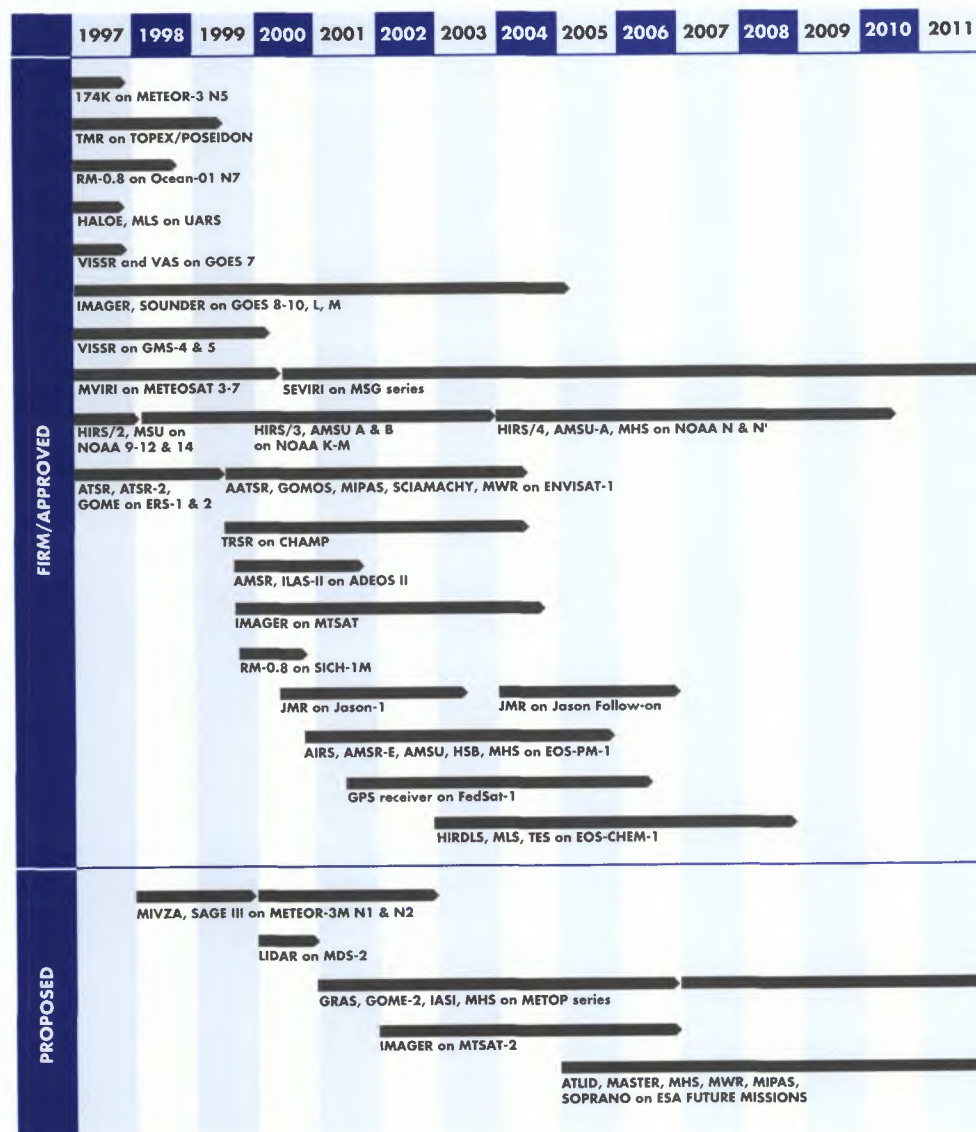 1997 1998 1999 2000 2001 2002 2003 2004 2005 2006 2007 2008 2009 2010 2011
FIRM/APPROVED
174K on METEOR-3 N5
TMR on TOPEX/POSEIDON
RM-0.8 on Ocean-01 N7
HALOE, MLS on UARS
VISSR and VAS on GOES 7
IMAGER, SOUNDER on GOES 8-10, L, M
VISSR on GMS-4 & 5
MVIRI on METEOSAT 3-7
SEVIRI on MSG series
HIRS/2, MSU on
NOAA 9-12 & 14
HIRS/3, AMSU A & B
on NOAA K-M
HIRS/4, AMSU-A, MHS on NOAA N & N'
ATSR, ATSR-2,
GOME on ERS-1 & 2
AATSR, GOMOS, MIPAS, SCIAMACHY, MWR on ENVISAT-1
TRSR on CHAMP
AMSR, ILAS-II on ADEOS II
IMAGER on MTSAT
RM-0.8 on SICH-1M
JMR on Jason-1
JMR on Jason Follow-on
AIRS, AMSR-E, AMSU, HSB, MHS on EOS-PM-1
GPS receiver on FedSat-1
HIRDLS, MLS, TES on EOS-CHEM-1
PROPOSED
MIVZA, SAGE III on METEOR-3M N1 & N2
LIDAR on MDS-2
GRAS, GOME-2, IASI, MHS on METOP series
IMAGER on MTSAT-2
ATLID, MASTER, MHS, MWR, MIPAS,
SOPRANO on ESA FUTURE MISSIONS